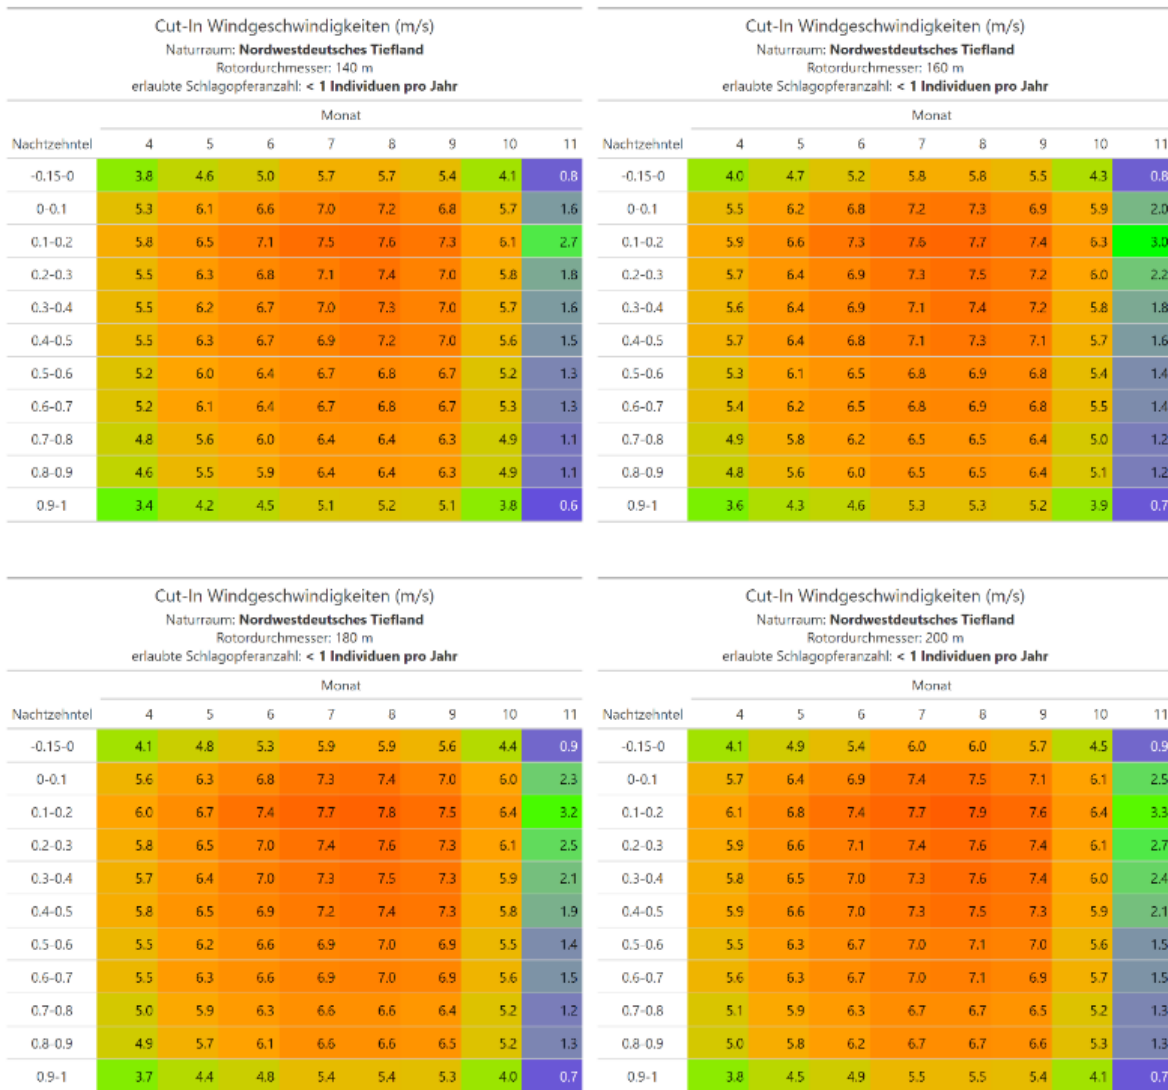 Cut-In Windgeschwindigkeiten (m/s)
Naturraum: Nordwestdeutsches Tiefland
Rotordurchmesser: 140 m
erlaubte Schlagopferanzahl: < 1 Individuen pro Jahr
Monat
Nachtzehntel 4 5 6 7 8 9 10 11
-0.15-0 3.8 4.6 5.0 5.7 5.7 5.4 4.1 0.8
0-0.1 5.3 6.1 6.6 7.0 7.2 6.8 5.7 1.6
0.1-0.2 5.8 6.5 7.1 7.5 7.6 7.3 6.1 2.7
0.2-0.3 5.5 6.3 6.8 7.1 7.4 7.0 5.8 1.8
0.3-0.4 5.5 6.2 6.7 7.0 7.3 7.0 5.7 1.6
0.4-0.5 5.5 6.3 6.7 6.9 7.2 7.0 5.6 1.5
0.5-0.6 5.2 6.0 6.4 6.7 6.8 6.7 5.2 1.3
0.6-0.7 5.2 6.1 6.4 6.7 6.8 6.7 5.3 1.3
0.7-0.8 4.8 5.6 6.0 6.4 6.4 6.3 4.9 1.1
0.8-0.9 4.6 5.5 5.9 6.4 6.4 6.3 4.9 1.1
0.9-1 3.4 4.2 4.5 5.1 5.2 5.1 3.8 0.6
Cut-In Windgeschwindigkeiten (m/s)
Naturraum: Nordwestdeutsches Tiefland
Rotordurchmesser: 160 m
erlaubte Schlagopferanzahl: < 1 Individuen pro Jahr
Monat
Nachtzehntel 4 5 6 7 8 9 10 11
-0.15-0 4.0 4.7 5.2 5.8 5.8 5.5 4.3 0.8
0-0.1 5.5 6.2 6.8 7.2 7.3 6.9 5.9 2.0
0.1-0.2 5.9 6.6 7.3 7.6 7.7 7.4 6.3 3.0
0.2-0.3 5.7 6.4 6.9 7.3 7.5 7.2 6.0 2.2
0.3-0.4 5.6 6.4 6.9 7.1 7.4 7.2 5.8 1.8
0.4-0.5 5.7 6.4 6.8 7.1 7.3 7.1 5.7 1.6
0.5-0.6 5.3 6.1 6.5 6.8 6.9 6.8 5.4 1.4
0.6-0.7 5.4 6.2 6.5 6.8 6.9 6.8 5.5 1.4
0.7-0.8 4.9 5.8 6.2 6.5 6.5 6.4 5.0 1.2
0.8-0.9 4.8 5.6 6.0 6.5 6.5 6.4 5.1 1.2
0.9-1 3.6 4.3 4.6 5.3 5.3 5.2 3.9 0.7
Cut-In Windgeschwindigkeiten (m/s)
Naturraum: Nordwestdeutsches Tiefland
Rotordurchmesser: 180 m
erlaubte Schlagopferanzahl: < 1 Individuen pro Jahr
Monat
Nachtzehntel 4 5 6 7 8 9 10 11
-0.15-0 4.1 4.8 5.3 5.9 5.9 5.6 4.4 0.9
0-0.1 5.6 6.3 6.8 7.3 7.4 7.0 6.0 2.3
0.1-0.2 6.0 6.7 7.4 7.7 7.8 7.5 6.4 3.2
0.2-0.3 5.8 6.5 7.0 7.4 7.6 7.3 6.1 2.5
0.3-0.4 5.7 6.4 7.0 7.3 7.5 7.3 5.9 2.1
0.4-0.5 5.8 6.5 6.9 7.2 7.4 7.3 5.8 1.9
0.5-0.6 5.5 6.2 6.6 6.9 7.0 6.9 5.5 1.4
0.6-0.7 5.5 6.3 6.6 6.9 7.0 6.9 5.6 1.5
0.7-0.8 5.0 5.9 6.3 6.6 6.6 6.4 5.2 1.2
0.8-0.9 4.9 5.7 6.1 6.6 6.6 6.5 5.2 1.3
0.9-1 3.7 4.4 4.8 5.4 5.4 5.3 4.0 0.7
Cut-In Windgeschwindigkeiten (m/s)
Naturraum: Nordwestdeutsches Tiefland
Rotordurchmesser: 200 m
erlaubte Schlagopferanzahl: < 1 Individuen pro Jahr
Monat
Nachtzehntel 4 5 6 7 8 9 10 11
-0.15-0 4.1 4.9 5.4 6.0 6.0 5.7 4.5 0.9
0-0.1 5.7 6.4 6.9 7.4 7.5 7.1 6.1 2.5
0.1-0.2 6.1 6.8 7.4 7.7 7.9 7.6 6.4 3.3
0.2-0.3 5.9 6.6 7.1 7.4 7.6 7.4 6.1 2.7
0.3-0.4 5.8 6.5 7.0 7.3 7.6 7.4 6.0 2.4
0.4-0.5 5.9 6.6 7.0 7.3 7.5 7.3 5.9 2.1
0.5-0.6 5.5 6.3 6.7 7.0 7.1 7.0 5.6 1.5
0.6-0.7 5.6 6.3 6.7 7.0 7.1 6.9 5.7 1.5
0.7-0.8 5.1 5.9 6.3 6.7 6.7 6.5 5.2 1.3
0.8-0.9 5.0 5.8 6.2 6.7 6.7 6.6 5.3 1.3
0.9-1 3.8 4.5 4.9 5.5 5.5 5.4 4.1 0.7